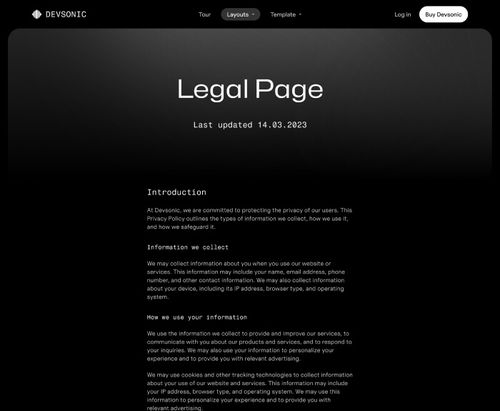 DEVSONIC
Tour
Layouts
Template
Log in
Buy Devsonic
Legal Page
Last updated 14.03.2023
Introduction
At Devsonic, we are committed to protecting the privacy of our users. This
Privacy Policy outlines the types of information we collect, how we use it,
and how we safeguard it.
Information we collect
We may collect information about you when you use our website or
services. This information may include your name, email address, phone
number, and other contact information. We may also collect information
about your device, including its IP address, browser type, and operating
system.
How we use your information
We use the information we collect to provide and improve our services, to
communicate with you about our products and services, and to respond to
your inquiries. We may also use your information to personalize your
experience and to provide you with relevant advertising.
We may use cookies and other tracking technologies to collect information
about your use of our website and services. This information may include
your IP address, browser type, and operating system. We may use this
information to personalize your experience and to provide you with
relevant advertising.